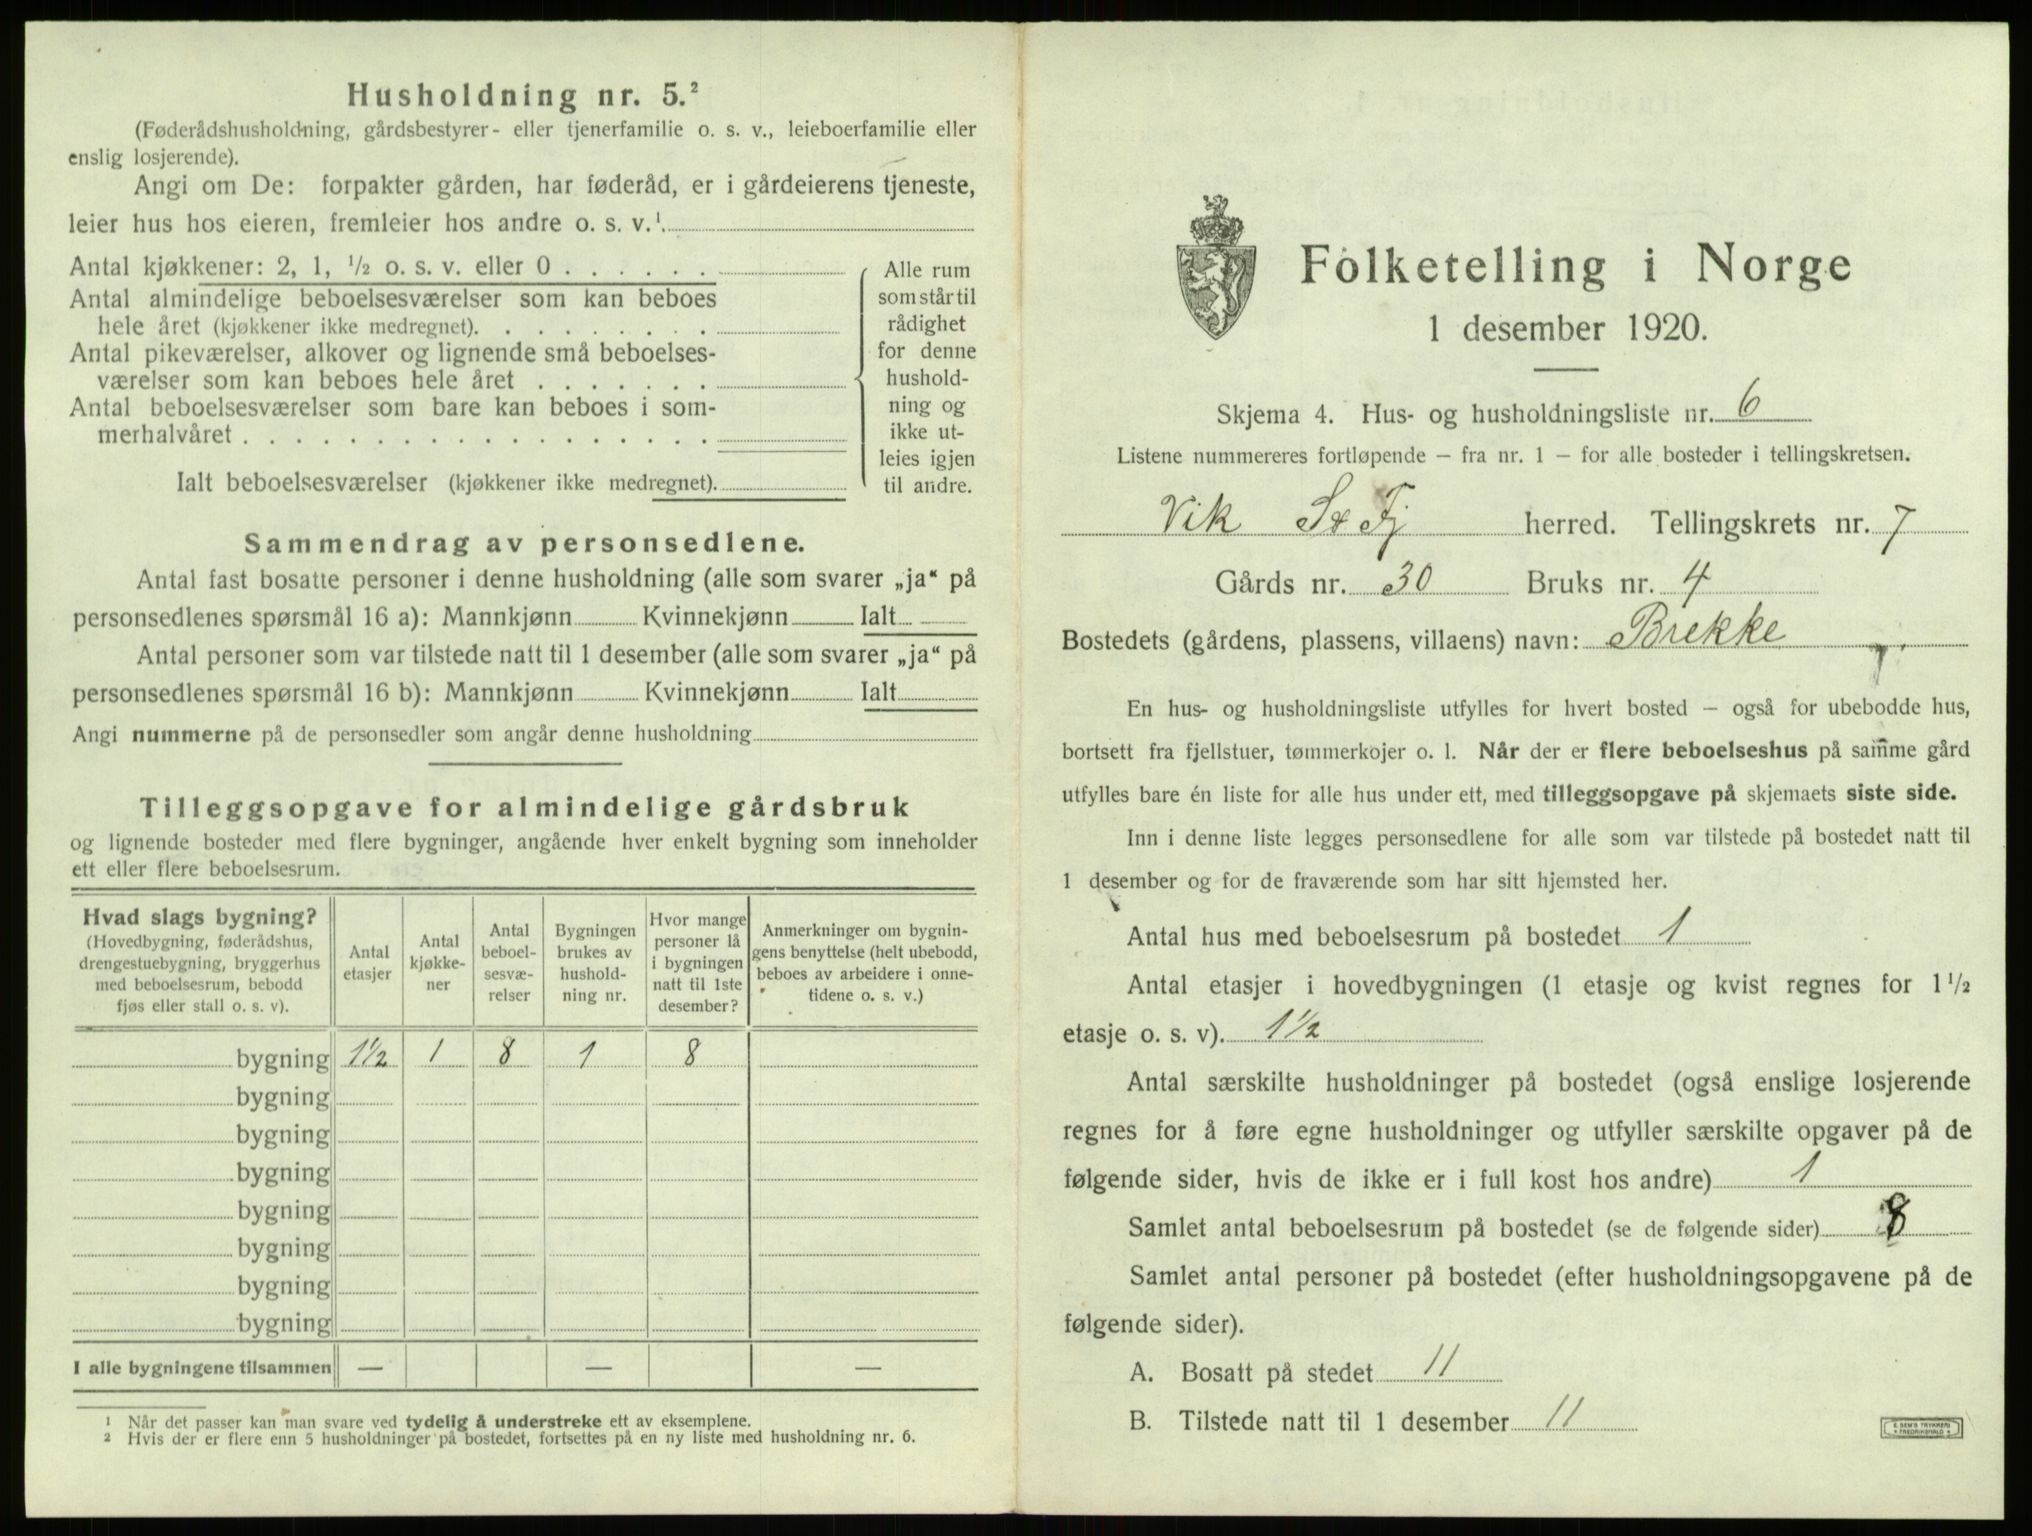 Husholdning nr. 5.²
(Føderådshusholdning, gårdsbestyrer- eller tjenerfamilie o. s. v., leieboerfamilie eller
enslig losjerende).
Angi om De: forpakter gården, har føderåd, er i gårdeierens tjeneste,
leier hus hos eieren, fremleier hos andre o. s. v.¹.
Antal kjøkkener: 2, 1, ½ o. s. v. eller 0 . . . . . .
Antal almindelige beboelsesværelser som kan beboes
hele året (kjøkkener ikke medregnet). . . . . . . . .
Antal pikeværelser, alkover og lignende små beboelses-
værelser som kan beboes hele året . . . . . . .
Antal beboelsesværelser som bare kan beboes i som-
merhalvåret . . . . . . . . . . . . . . . . . .
Ialt beboelsesværelser (kjøkkener ikke medregnet).
Alle rum
som står til
rådighet
for denne
hushold-
ning og
ikke ut-
leies igjen
til andre.
Sammendrag av personsedlene.
Antal fast bosatte personer i denne husholdning (alle som svarer „ja“ på
personsedlenes spørsmål 16 a): Mannkjønn Kvinnekjønn Ialt
Antal personer som var tilstede natt til 1 desember (alle som svarer „ja“ på
personsedlenes spørsmål 16 b): Mannkjønn Kvinnekjønn Ialt
Angi nummerne på de personsedler som angår denne husholdning
Tilleggsopgave for almindelige gårdsbruk
og lignende bosteder med flere bygninger, angående hver enkelt bygning som inneholder
ett eller flere beboelsesrum.
Hvad slags bygning?
(Hovedbygning, føderådshus,
drengestuebygning, bryggerhus
med beboelsesrum, bebodd
fjøs eller stall o. s. v).
Antal
etasjer
Antal
kjøkke-
ner
Antal
beboel-
sesvæ-
relser
Bygningen
brukes av
hushold-
ning nr.
Hvor mange
personer lå
i bygningen
natt til 1ste
desember?
Anmerkninger om bygnin-
gens benyttelse (helt ubebodd,
beboes av arbeidere i onne-
tidene o. s. v.)
bygning 1½ 1 8 1 8
bygning
bygning
bygning
bygning
bygning
bygning
bygning
I alle bygningene tilsammen — — —
¹ Når det passer kan man svare ved tydelig å understreke ett av eksemplene.
² Hvis der er flere enn 5 husholdninger på bostedet, fortsettes på en ny liste med husholdning nr. 6.
Folketelling i Norge
1 desember 1920.
Skjema 4. Hus- og husholdningsliste nr. 6
Listene nummereres fortløpende – fra nr. 1 – for alle bosteder i tellingskretsen.
Vik S. Fj herred. Tellingskrets nr. 7
Gårds nr. 30 Bruks nr. 4
Bostedets (gårdens, plassens, villaens) navn: Brekke
En hus- og husholdningsliste utfylles for hvert bosted – også for ubebodde hus,
bortsett fra fjellstuer, tømmerkojer o. l. Når der er flere beboelseshus på samme gård
utfylles bare én liste for alle hus under ett, med tilleggsopgave på skjemaets siste side.
Inn i denne liste legges personsedlene for alle som var tilstede på bostedet natt til
1 desember og for de fraværende som har sitt hjemsted her.
Antal hus med beboelsesrum på bostedet 1
Antal etasjer i hovedbygningen (1 etasje og kvist regnes for 1½
etasje o. s. v). 1½
Antal særskilte husholdninger på bostedet (også enslige losjerende
regnes for å føre egne husholdninger og utfyller særskilte opgaver på de
følgende sider, hvis de ikke er i full kost hos andre) 1
Samlet antal beboelsesrum på bostedet (se de følgende sider) 8
Samlet antal personer på bostedet (efter husholdningsopgavene på de
følgende sider).
A. Bosatt på stedet 11
B. Tilstede natt til 1 desember 11
E. SEM'S TRYKKERI
FREDRIKSHALD